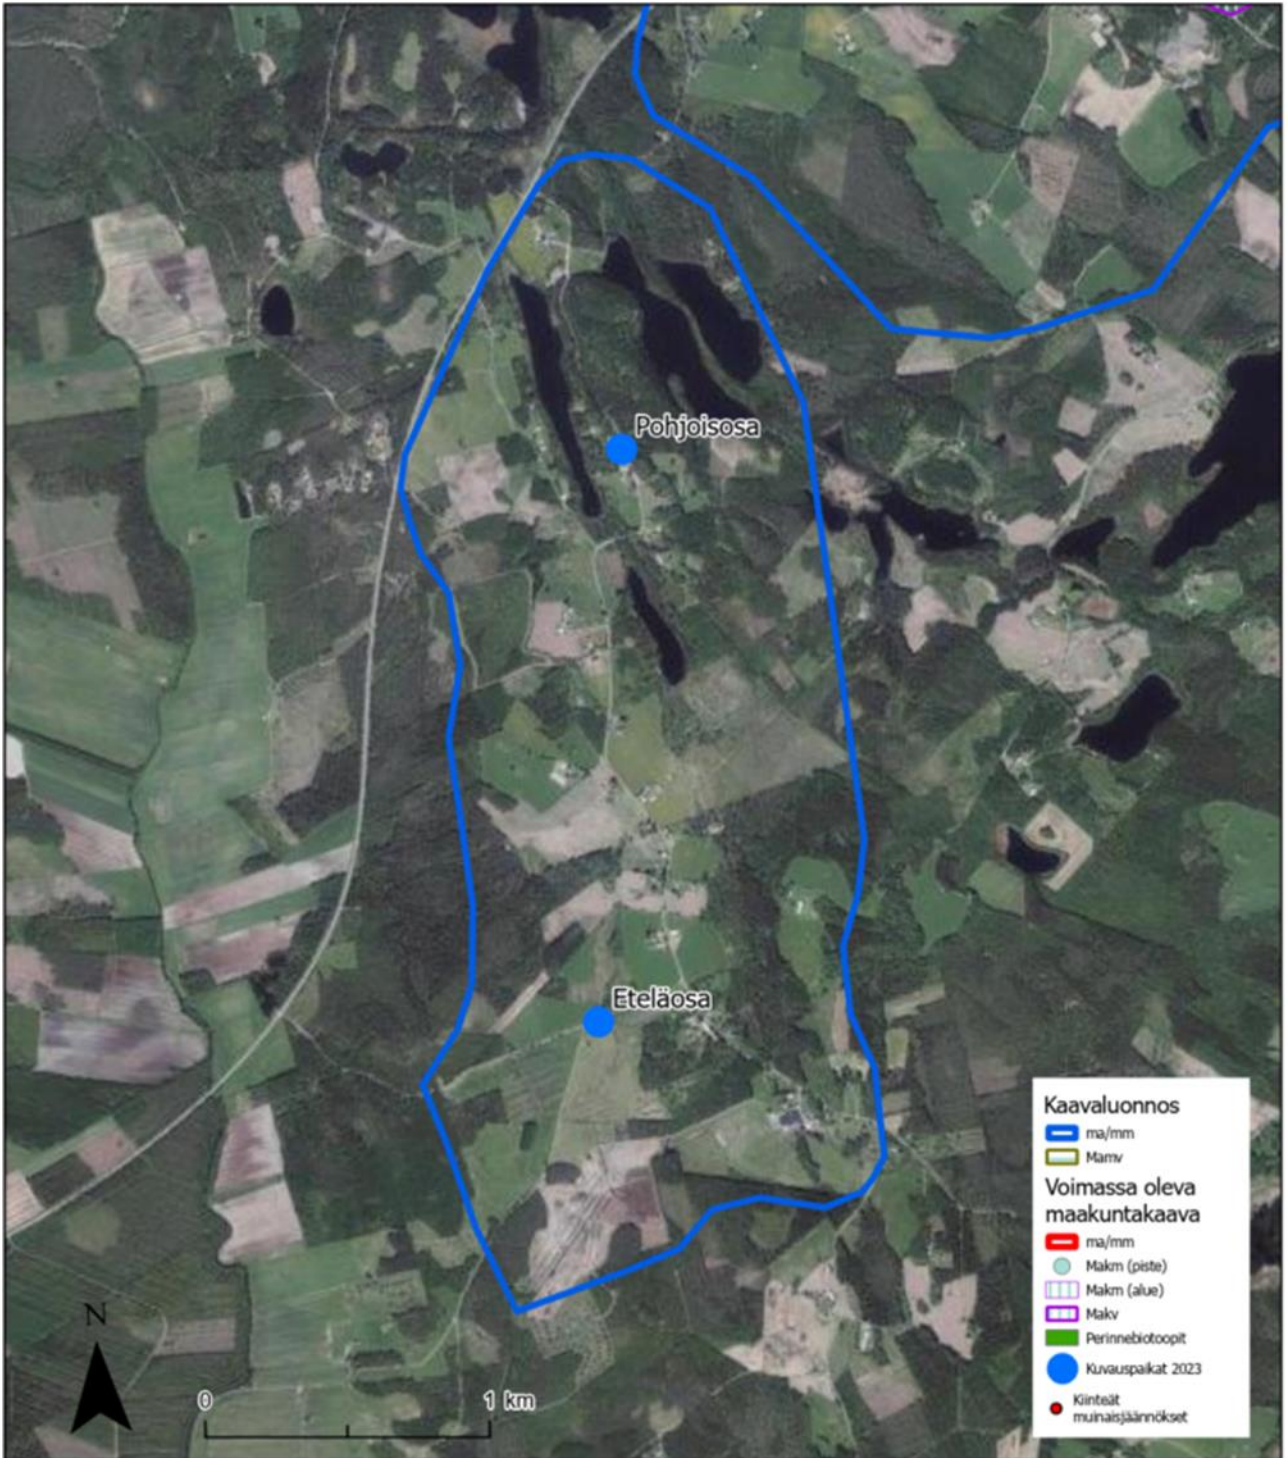 Pohjoisosa
Eteläosa
Kaavaluonnos
ma/mm
Mamv
Voimassa oleva
maakuntakaava
ma/mm
Makm (piste)
Makm (alue)
Makv
Perinnebiotoopit
Kuvauspaikat 2023
Kiinteät
muinaisjäännökset
N
0 1 km